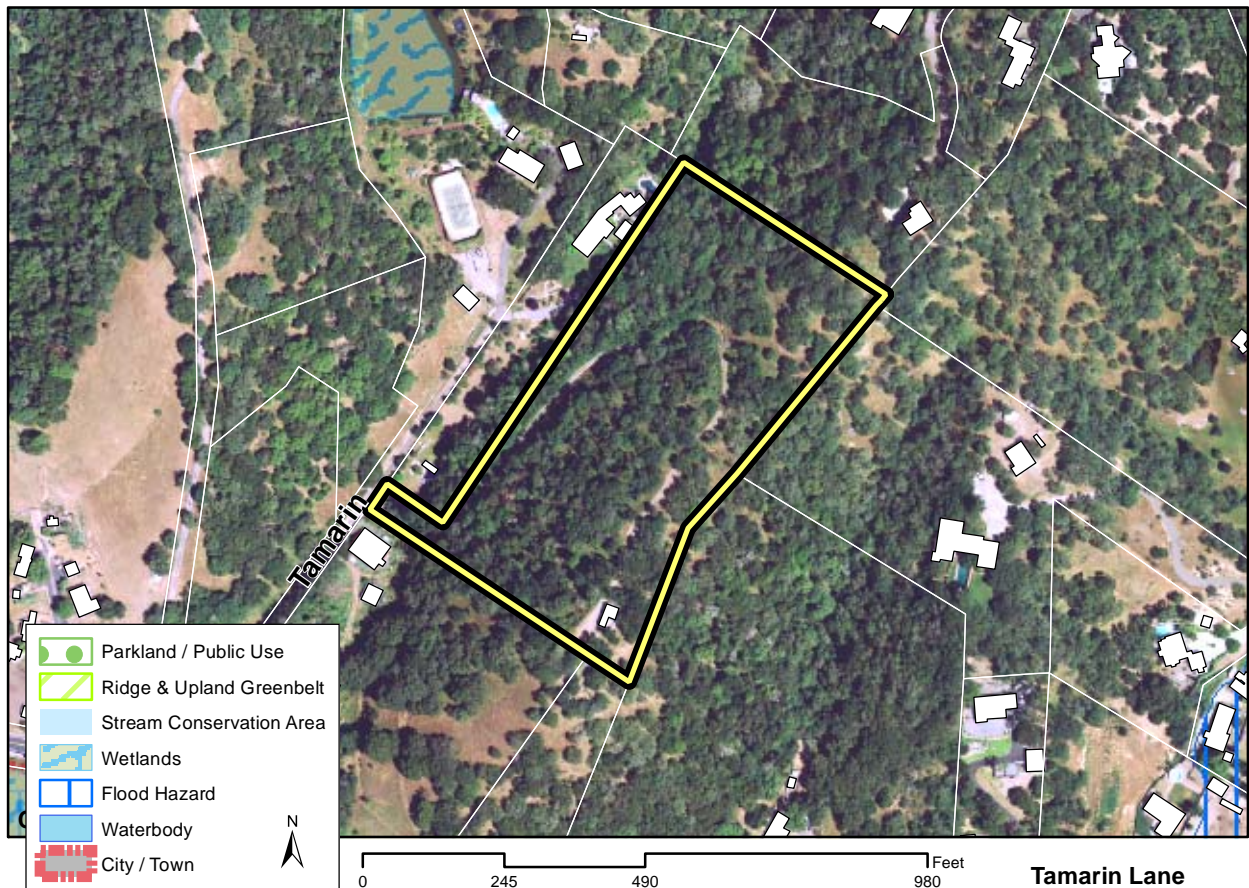 Tamarin
Parkland / Public Use
Ridge & Upland Greenbelt
Stream Conservation Area
Wetlands
Flood Hazard
Waterbody
City / Town
N
Feet
0 245 490 980
Tamarin Lane